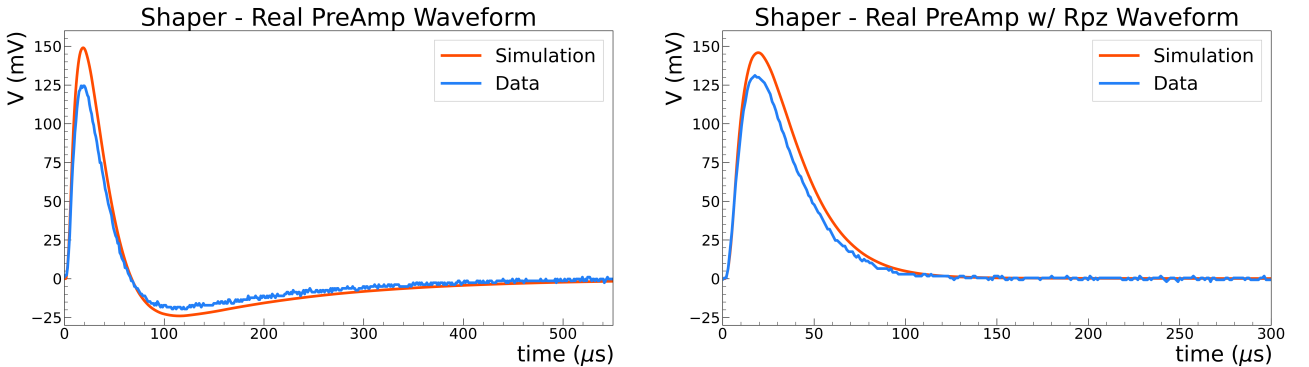 Shaper - Real PreAmp Waveform
V (mV)
150
125
100
75
50
25
0
−25
Simulation
Data
0
100
200
300
400
500
time (μs)
Shaper - Real PreAmp w/ Rpz Waveform
V (mV)
150
125
100
75
50
25
0
−25
Simulation
Data
0
50
100
150
200
250
300
time (μs)